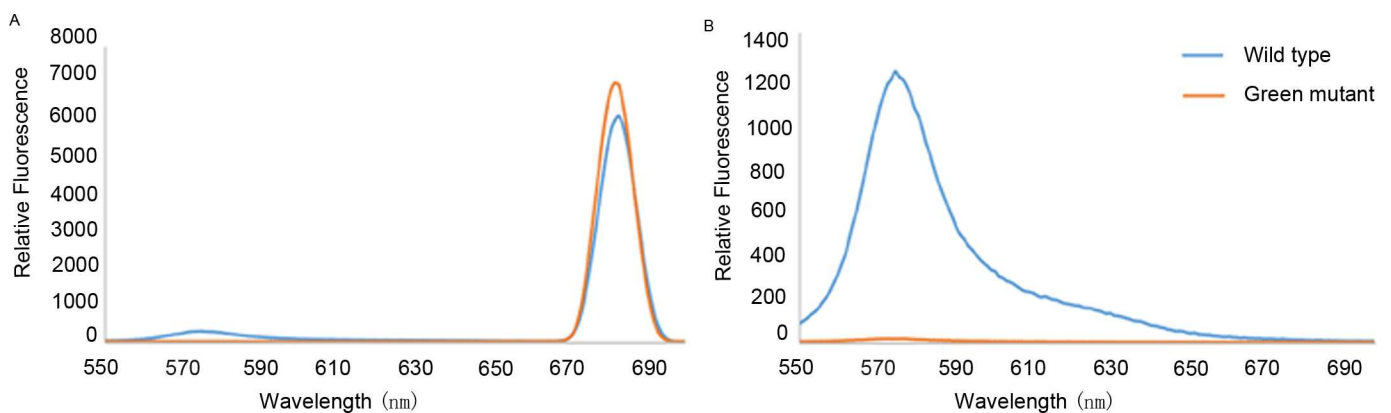 A
8000
7000
6000
5000
4000
3000
2000
1000
0
Relative Fluorescence
550 570 590 610 630 650 670 690
Wavelength (nm)
B
1400
1200
1000
800
600
400
200
0
Relative Fluorescence
550 570 590 610 630 650 670 690
Wavelength (nm)
Wild type
Green mutant